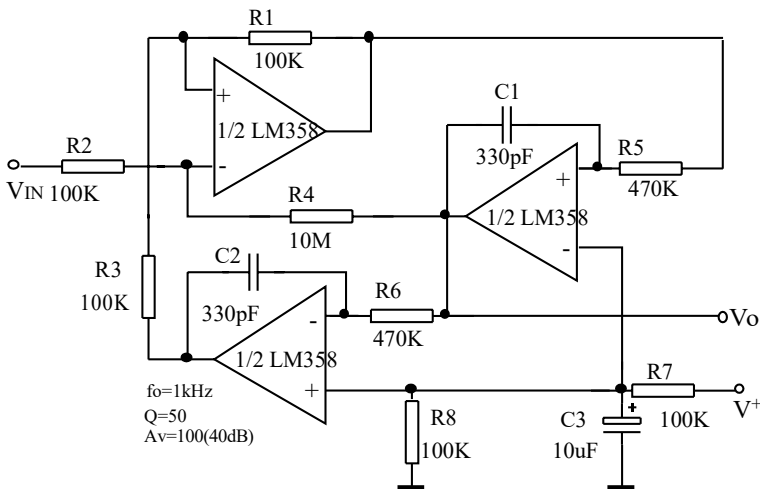 R1
100K
C1
+
1/2 LM358
330pF
R5
R2
-
+
470K
VIN
100K
R4
1/2 LM358
10M
-
R3
C2
R6
100K
330pF
-
470K
Vo
1/2 LM358
R7
fo=1kHz
+
+
V+
Q=50
R8
C3
100K
Av=100(40dB)
100K
10uF